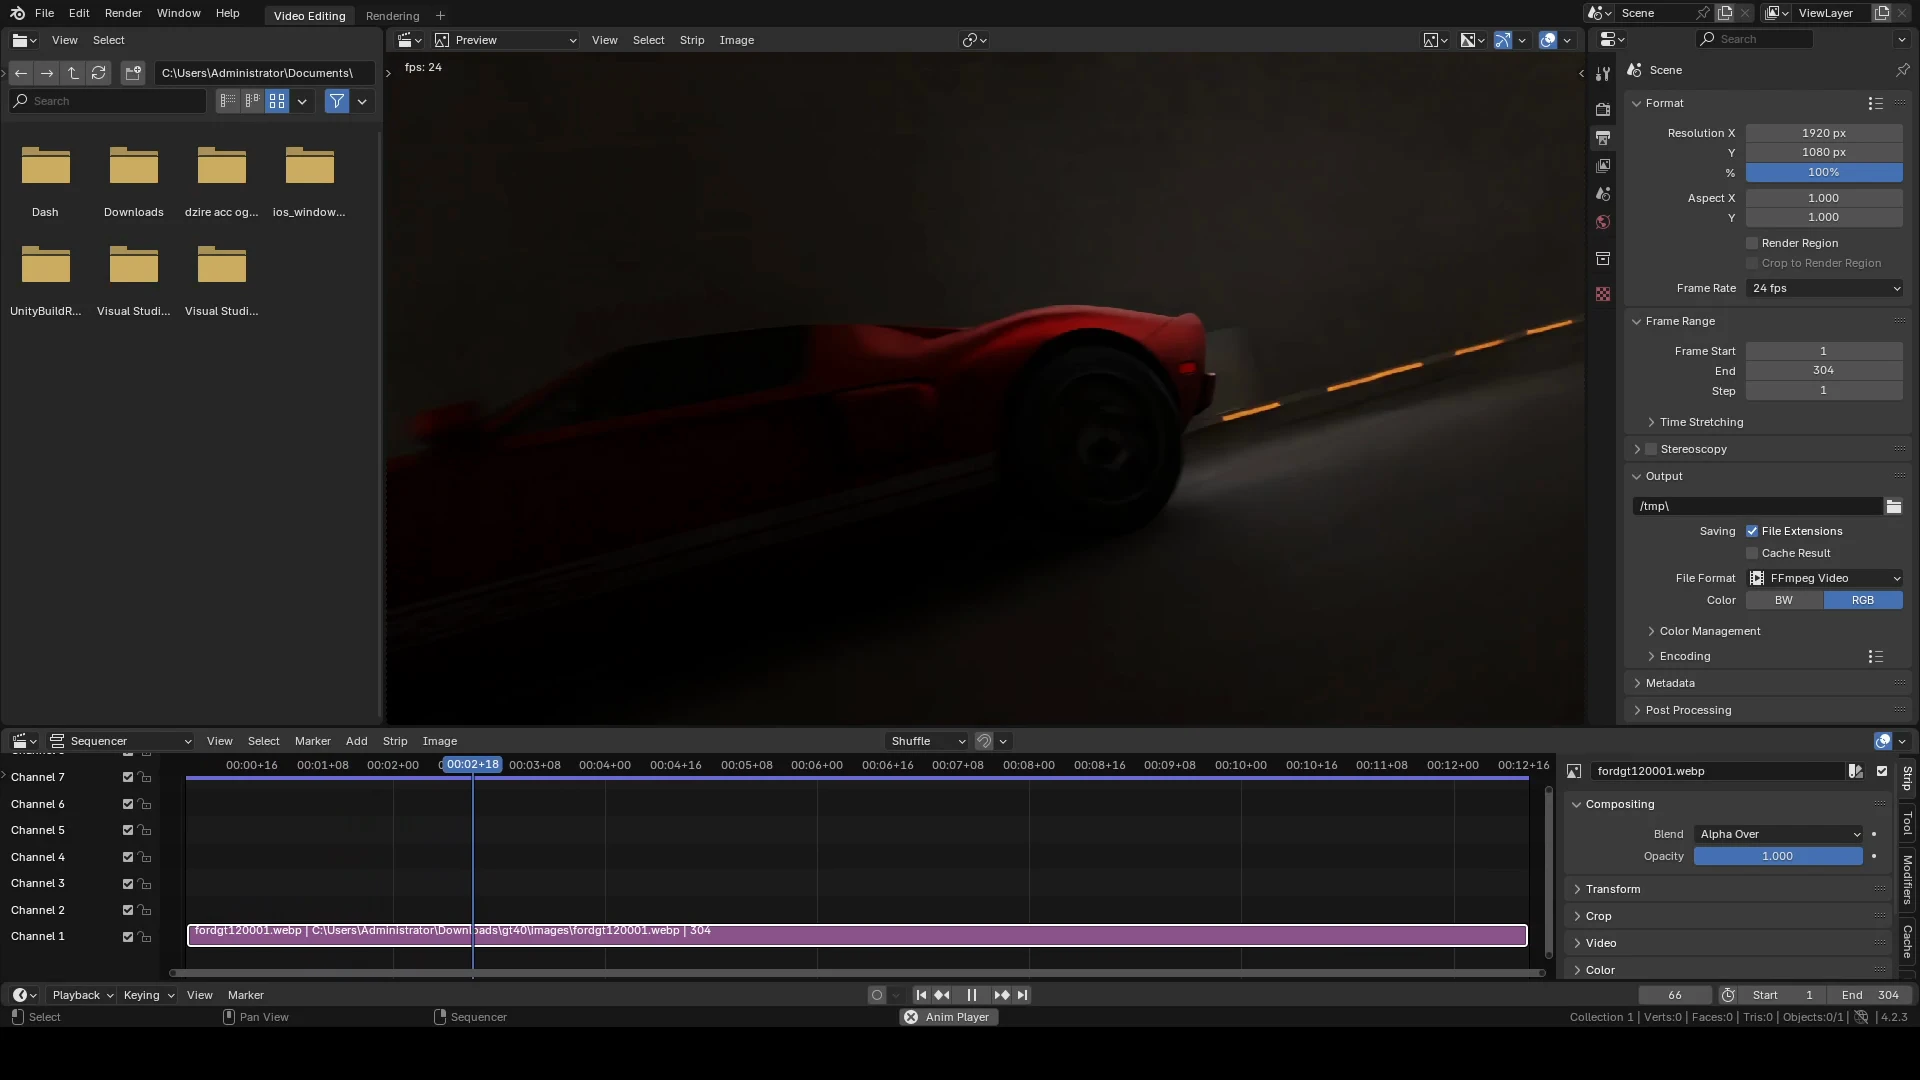 File Edit Render Window Help Video Editing Rendering + Scene ViewLayer
View Select
Preview View Select Strip Image
Search
C:\Users\Administrator\Documents\
Search
fps: 24
Dash Downloads dzire acc og... ios_window...
UnityBuildR... Visual Studi... Visual Studi...
Scene
Format
Resolution X 1920 px
Y 1080 px
% 100%
Aspect X 1.000
Y 1.000
Render Region
Crop to Render Region
Frame Rate 24 fps
Frame Range
Frame Start 1
End 304
Step 1
Time Stretching
Stereoscopy
Output
/tmp\
Saving File Extensions
Cache Result
File Format FFmpeg Video
Color BW RGB
Color Management
Encoding
Metadata
Post Processing
Sequencer View Select Marker Add Strip Image Shuffle
00:00+16 00:01+08 00:02+00 00:02+18 00:03+08 00:04+00 00:04+16 00:05+08 00:06+00 00:06+16 00:07+08 00:08+00 00:08+16 00:09+08 00:10+00 00:10+16 00:11+08 00:12+00 00:12+16
Channel 7
Channel 6
Channel 5
Channel 4
Channel 3
Channel 2
Channel 1
fordgt120001.webp | C:\Users\Administrator\Downloads\gt40\images\fordgt120001.webp | 304
fordgt120001.webp
Compositing
Blend Alpha Over
Opacity 1.000
Transform
Crop
Video
Color
Strip
Tool
Modifiers
Cache
Playback Keying View Marker
66 Start 1 End 304
Select Pan View Sequencer Anim Player
Collection 1 | Verts:0 | Faces:0 | Tris:0 | Objects:0/1 | 4.2.3